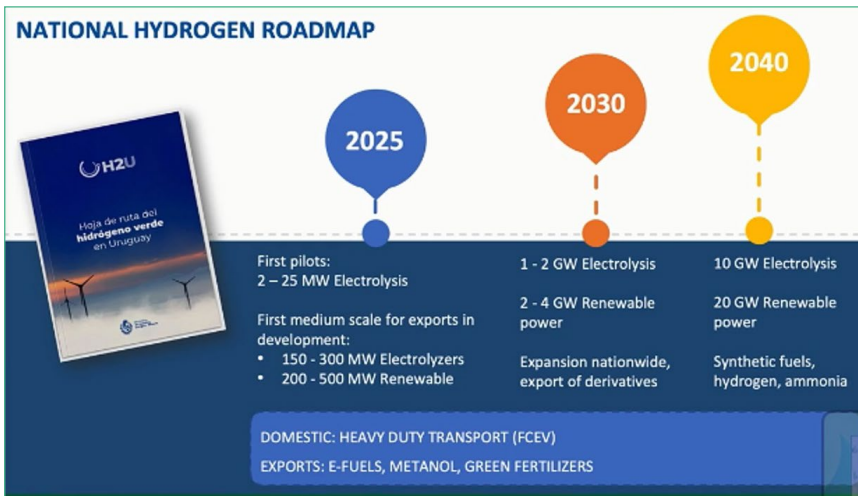 NATIONAL HYDROGEN ROADMAP
H2U
Hoja de ruta del
hidrógeno verde
en Uruguay
2025
First pilots:
2 – 25 MW Electrolysis
First medium scale for exports in
development:
• 150 - 300 MW Electrolyzers
• 200 - 500 MW Renewable
2030
1 - 2 GW Electrolysis
2 - 4 GW Renewable
power
Expansion nationwide,
export of derivatives
2040
10 GW Electrolysis
20 GW Renewable
power
Synthetic fuels,
hydrogen, ammonia
DOMESTIC: HEAVY DUTY TRANSPORT (FCEV)
EXPORTS: E-FUELS, METANOL, GREEN FERTILIZERS